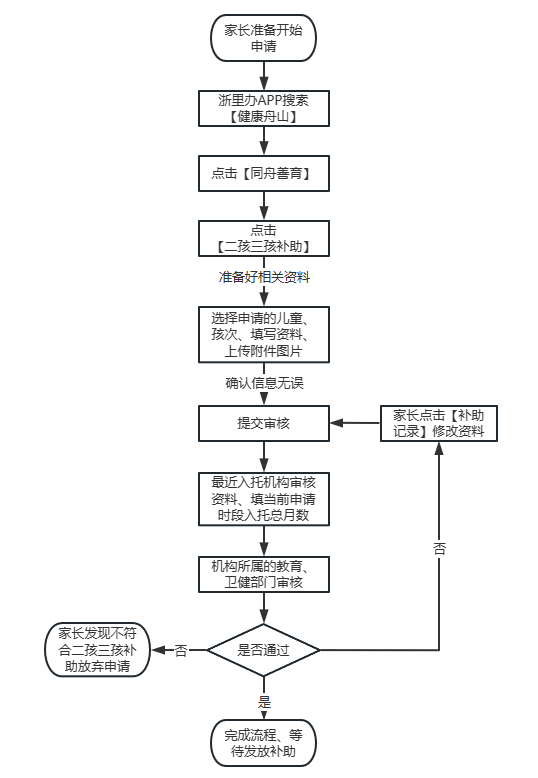 家长准备开始
申请
浙里办APP搜索
【健康舟山】
点击【同舟善育】
点击
【二孩三孩补助】
准备好相关资料
选择申请的儿童、
孩次、填写资料、
上传附件图片
确认信息无误
提交审核
家长点击【补助
记录】修改资料
最近入托机构审核
资料、填当前申请
时段入托总月数
否
机构所属的教育、
卫健部门审核
家长发现不符
合二孩三孩补
助放弃申请
否
是否通过
是
完成流程、等
待发放补助